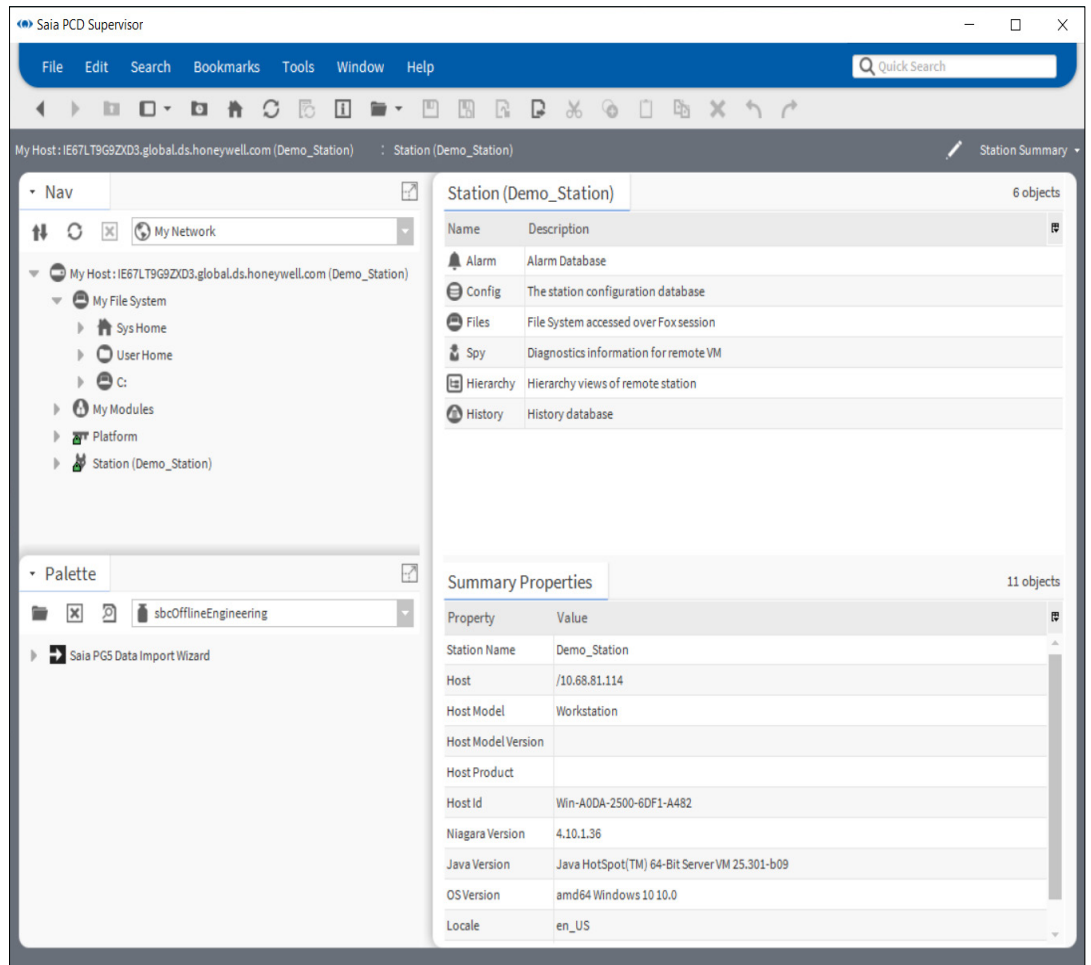 Saia PCD Supervisor
File Edit Search Bookmarks Tools Window Help
Quick Search
My Host : IE67LT9G9ZXD3.global.ds.honeywell.com (Demo_Station) : Station (Demo_Station)
Station Summary
Nav
My Network
My Host : IE67LT9G9ZXD3.global.ds.honeywell.com (Demo_Station)
My File System
Sys Home
User Home
C:
My Modules
Platform
Station (Demo_Station)
Palette
sbcOfflineEngineering
Saia PG5 Data Import Wizard
Station (Demo_Station) 6 objects
Name Description
Alarm Alarm Database
Config The station configuration database
Files File System accessed over Fox session
Spy Diagnostics information for remote VM
Hierarchy Hierarchy views of remote station
History History database
Summary Properties 11 objects
Property Value
Station Name Demo_Station
Host /10.68.81.114
Host Model Workstation
Host Model Version
Host Product
Host Id Win-A0DA-2500-6DF1-A482
Niagara Version 4.10.1.36
Java Version Java HotSpot(TM) 64-Bit Server VM 25.301-b09
OS Version amd64 Windows 10 10.0
Locale en_US